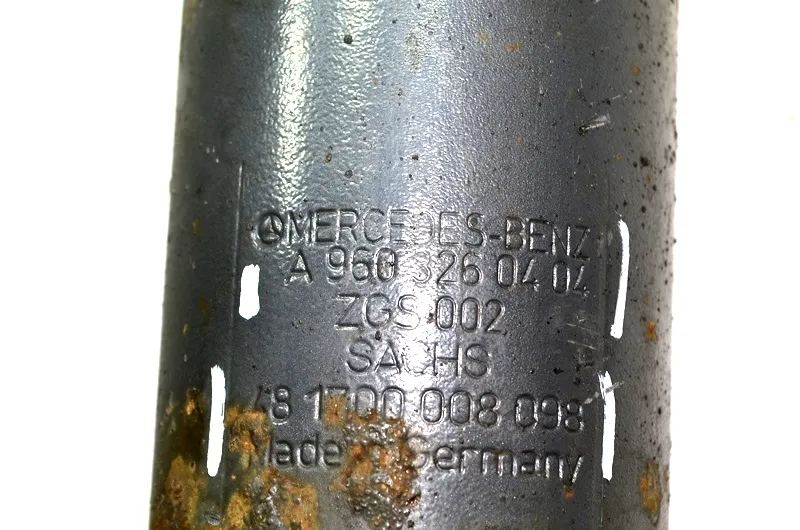 MERCEDES-BENZ
A 960 326 04 04
ZGS 002
SACHS
48 1700 008 098
Made in Germany